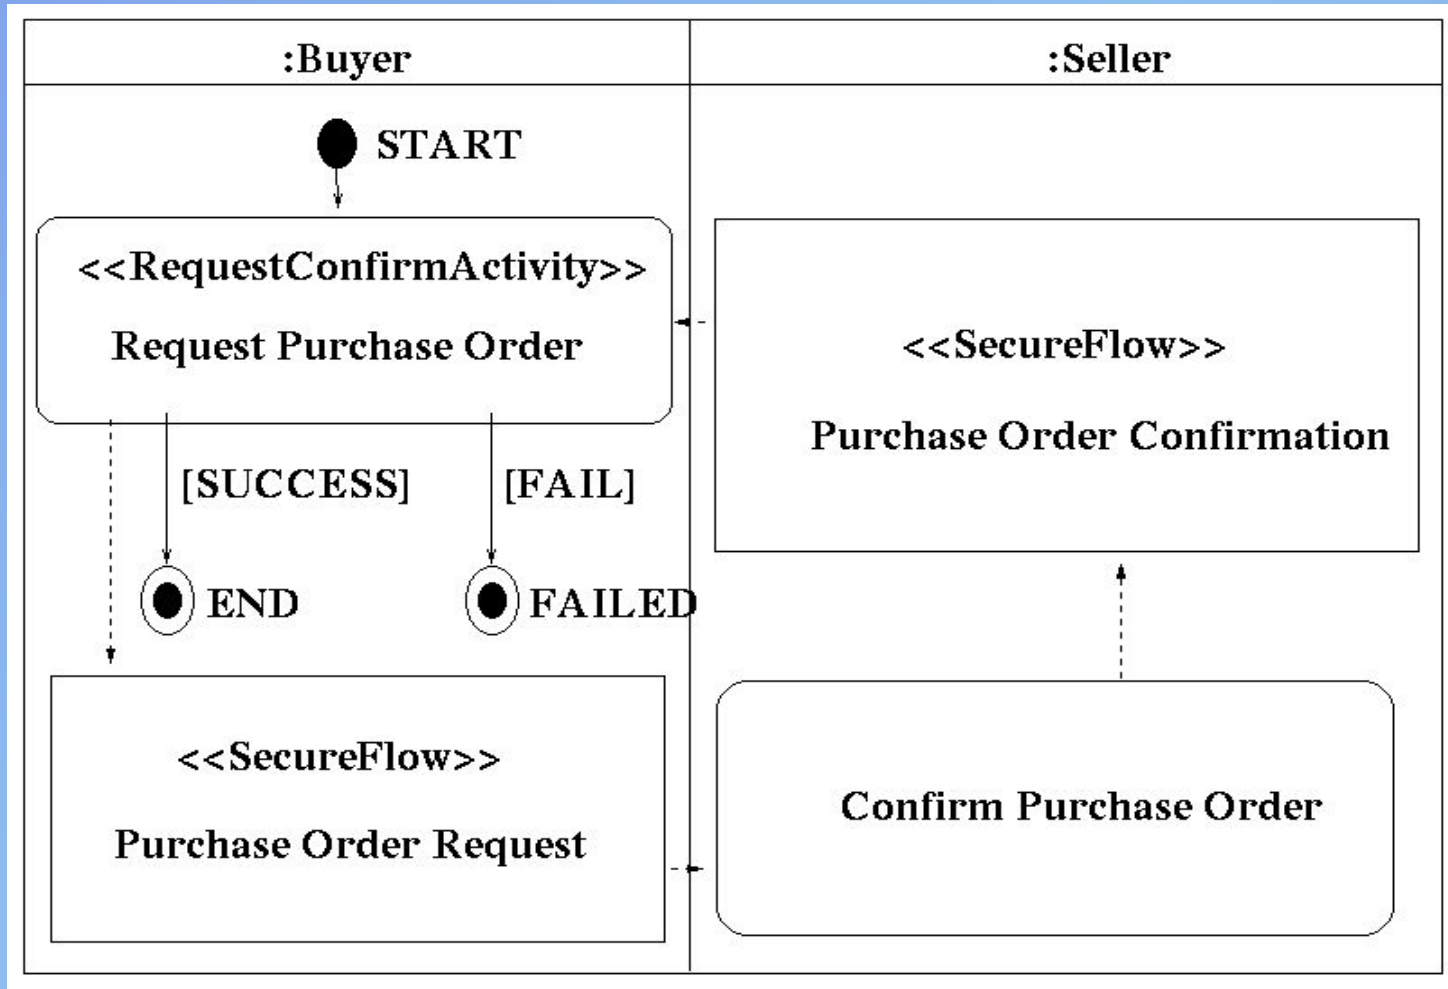 :Buyer
:Seller
START
<<RequestConfirmActivity>>
Request Purchase Order
<<SecureFlow>>
Purchase Order Confirmation
[SUCCESS]
[FAIL]
END
FAILED
<<SecureFlow>>
Purchase Order Request
Confirm Purchase Order